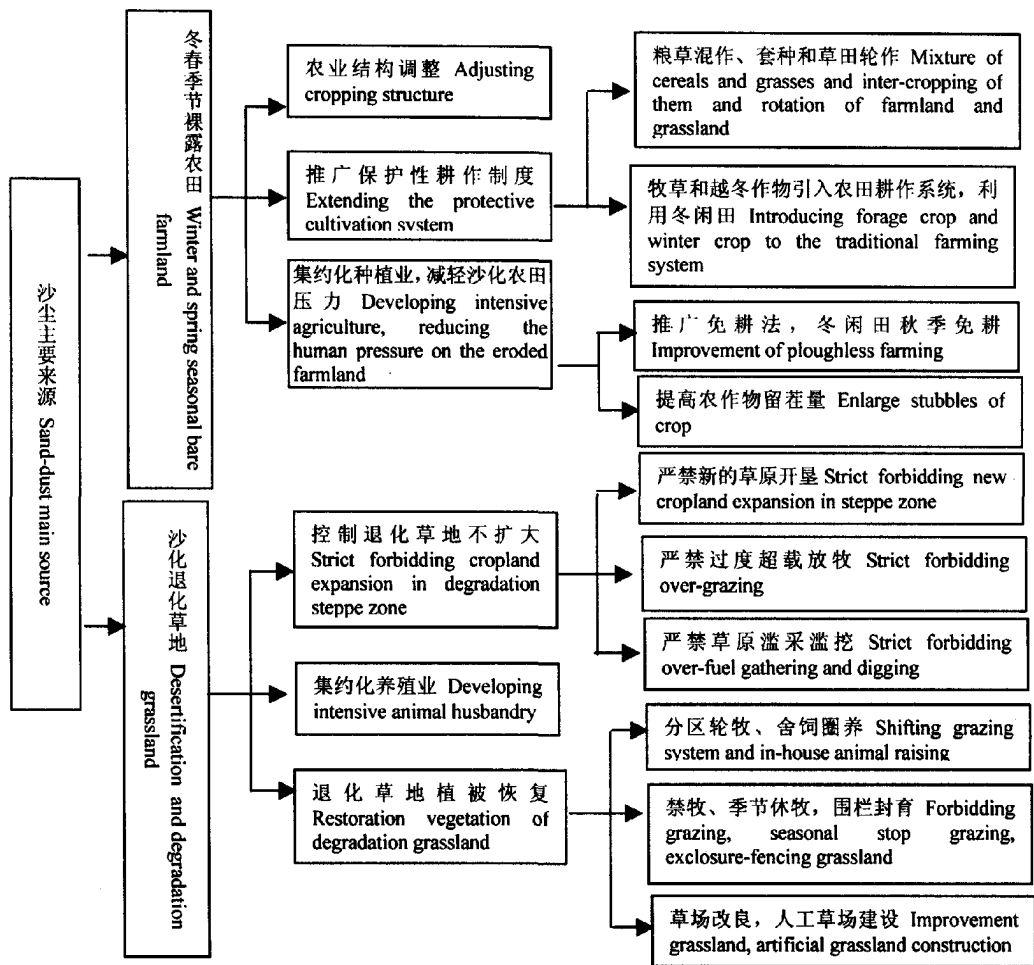 沙尘主要来源 Sand-dust main source
冬春季节裸露农田 Winter and spring seasonal bare
farmland
沙化退化草地 Desertification and degradation
grassland
农业结构调整 Adjusting
cropping structure
推广保护性耕作制度
Extending the protective
cultivation system
集约化种植业，减轻沙化农田
压力 Developing intensive
agriculture, reducing the
human pressure on the eroded
farmland
控制退化草地不扩大
Strict forbidding cropland
expansion in degradation
steppe zone
集约化养殖业 Developing
intensive animal husbandry
退化草地植被恢复
Restoration vegetation of
degradation grassland
粮草混作、套种和草田轮作 Mixture of
cereals and grasses and inter-cropping of
them and rotation of farmland and
grassland
牧草和越冬作物引入农田耕作系统，利
用冬闲田 Introducing forage crop and
winter crop to the traditional farming
system
推广免耕法，冬闲田秋季免耕
Improvement of ploughless farming
提高农作物留茬量 Enlarge stubbles of
crop
严禁新的草原开垦 Strict forbidding new
cropland expansion in steppe zone
严禁过度超载放牧 Strict forbidding
over-grazing
严禁草原滥采滥挖 Strict forbidding
over-fuel gathering and digging
分区轮牧、舍饲圈养 Shifting grazing
system and in-house animal raising
禁牧、季节休牧，围栏封育 Forbidding
grazing, seasonal stop grazing,
exclosure-fencing grassland
草场改良，人工草场建设 Improvement
grassland, artificial grassland construction